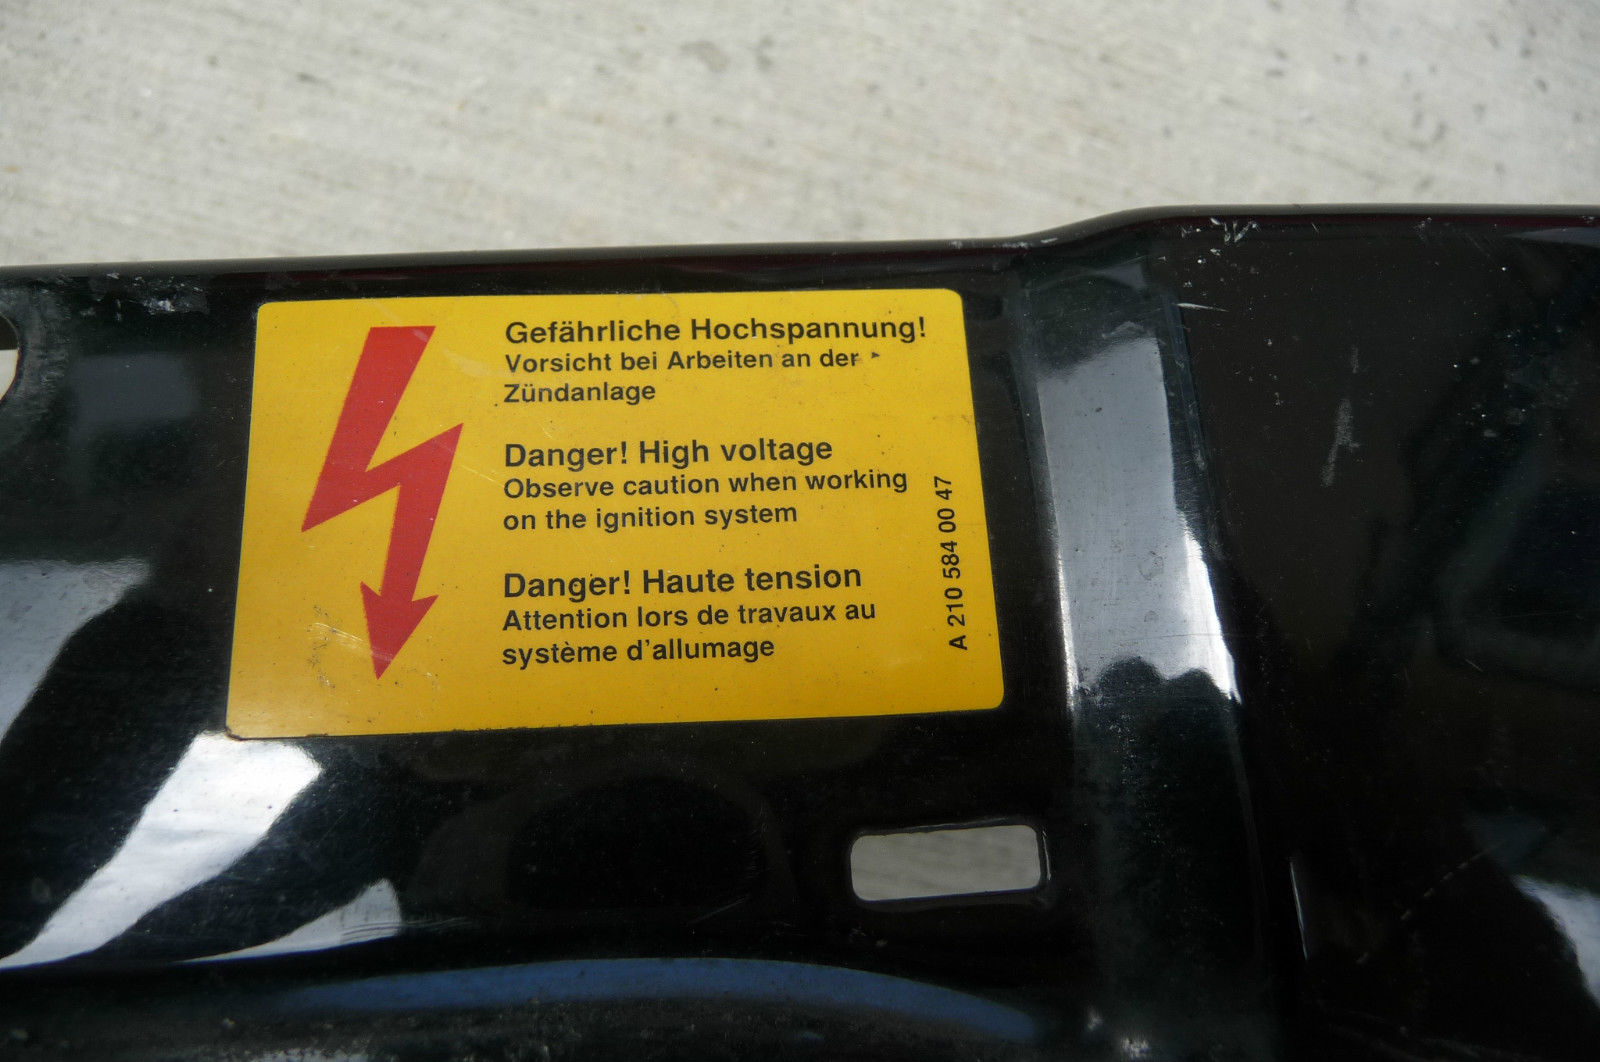 Gefährliche Hochspannung!
Vorsicht bei Arbeiten an der
Zündanlage
Danger! High voltage
Observe caution when working
on the ignition system
Danger! Haute tension
Attention lors de travaux au
système d'allumage
A 210 584 00 47